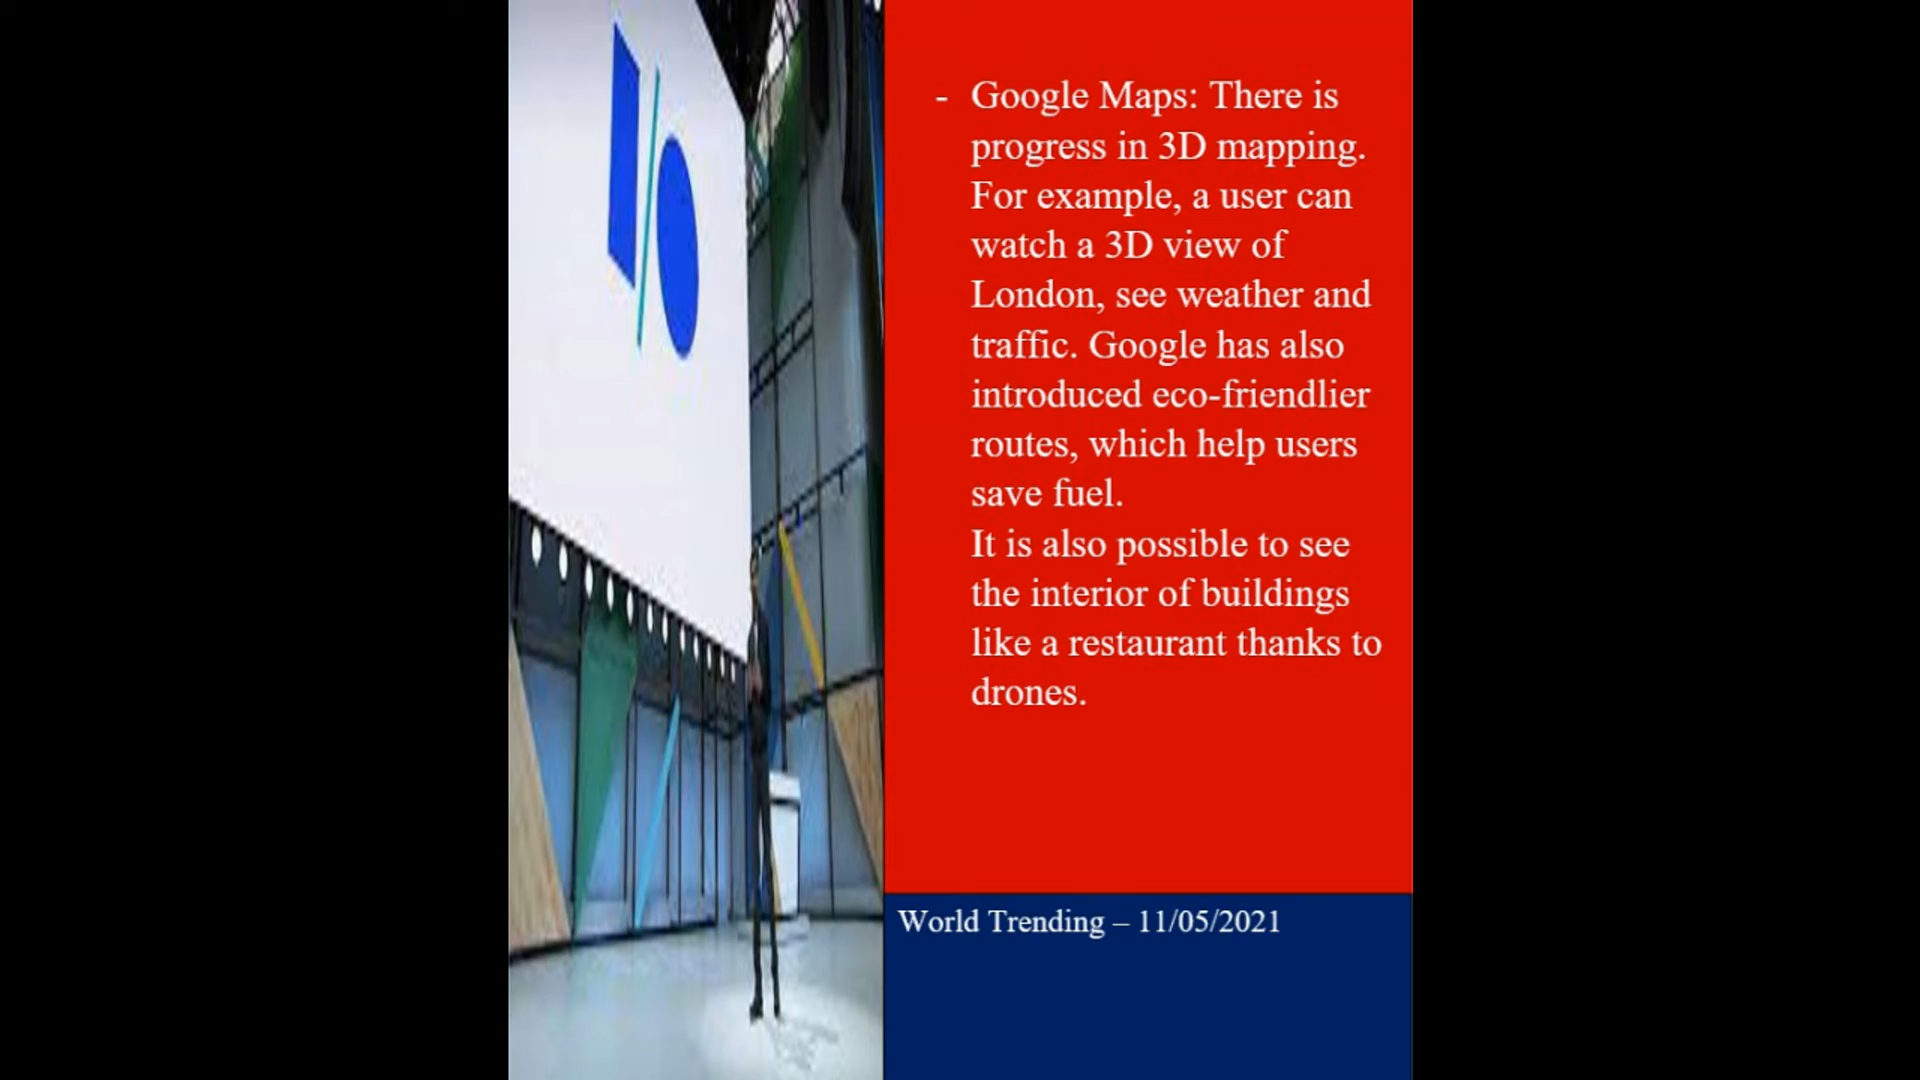 I/O
- Google Maps: There is
progress in 3D mapping.
For example, a user can
watch a 3D view of
London, see weather and
traffic. Google has also
introduced eco-friendlier
routes, which help users
save fuel.
It is also possible to see
the interior of buildings
like a restaurant thanks to
drones.
World Trending – 11/05/2021